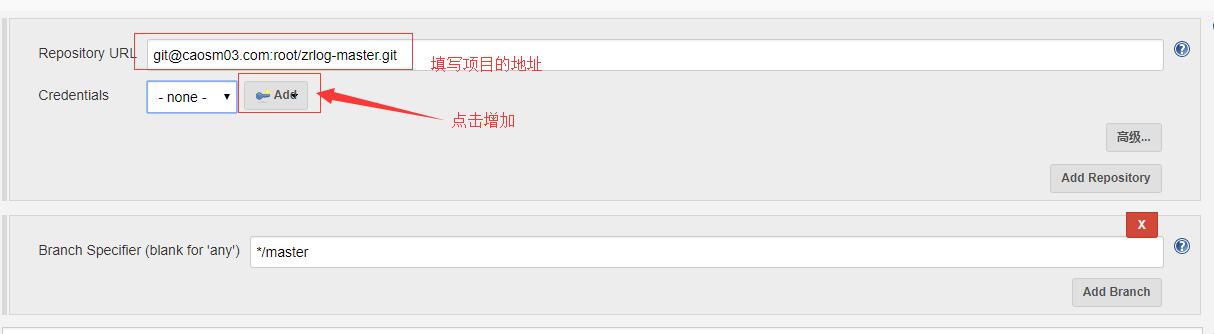 Repository URL
git@caosm03.com:root/zrlog-master.git
填写项目的地址
Credentials
- none -
Add
点击增加
高级...
Add Repository
X
Branch Specifier (blank for 'any')
*/master
Add Branch